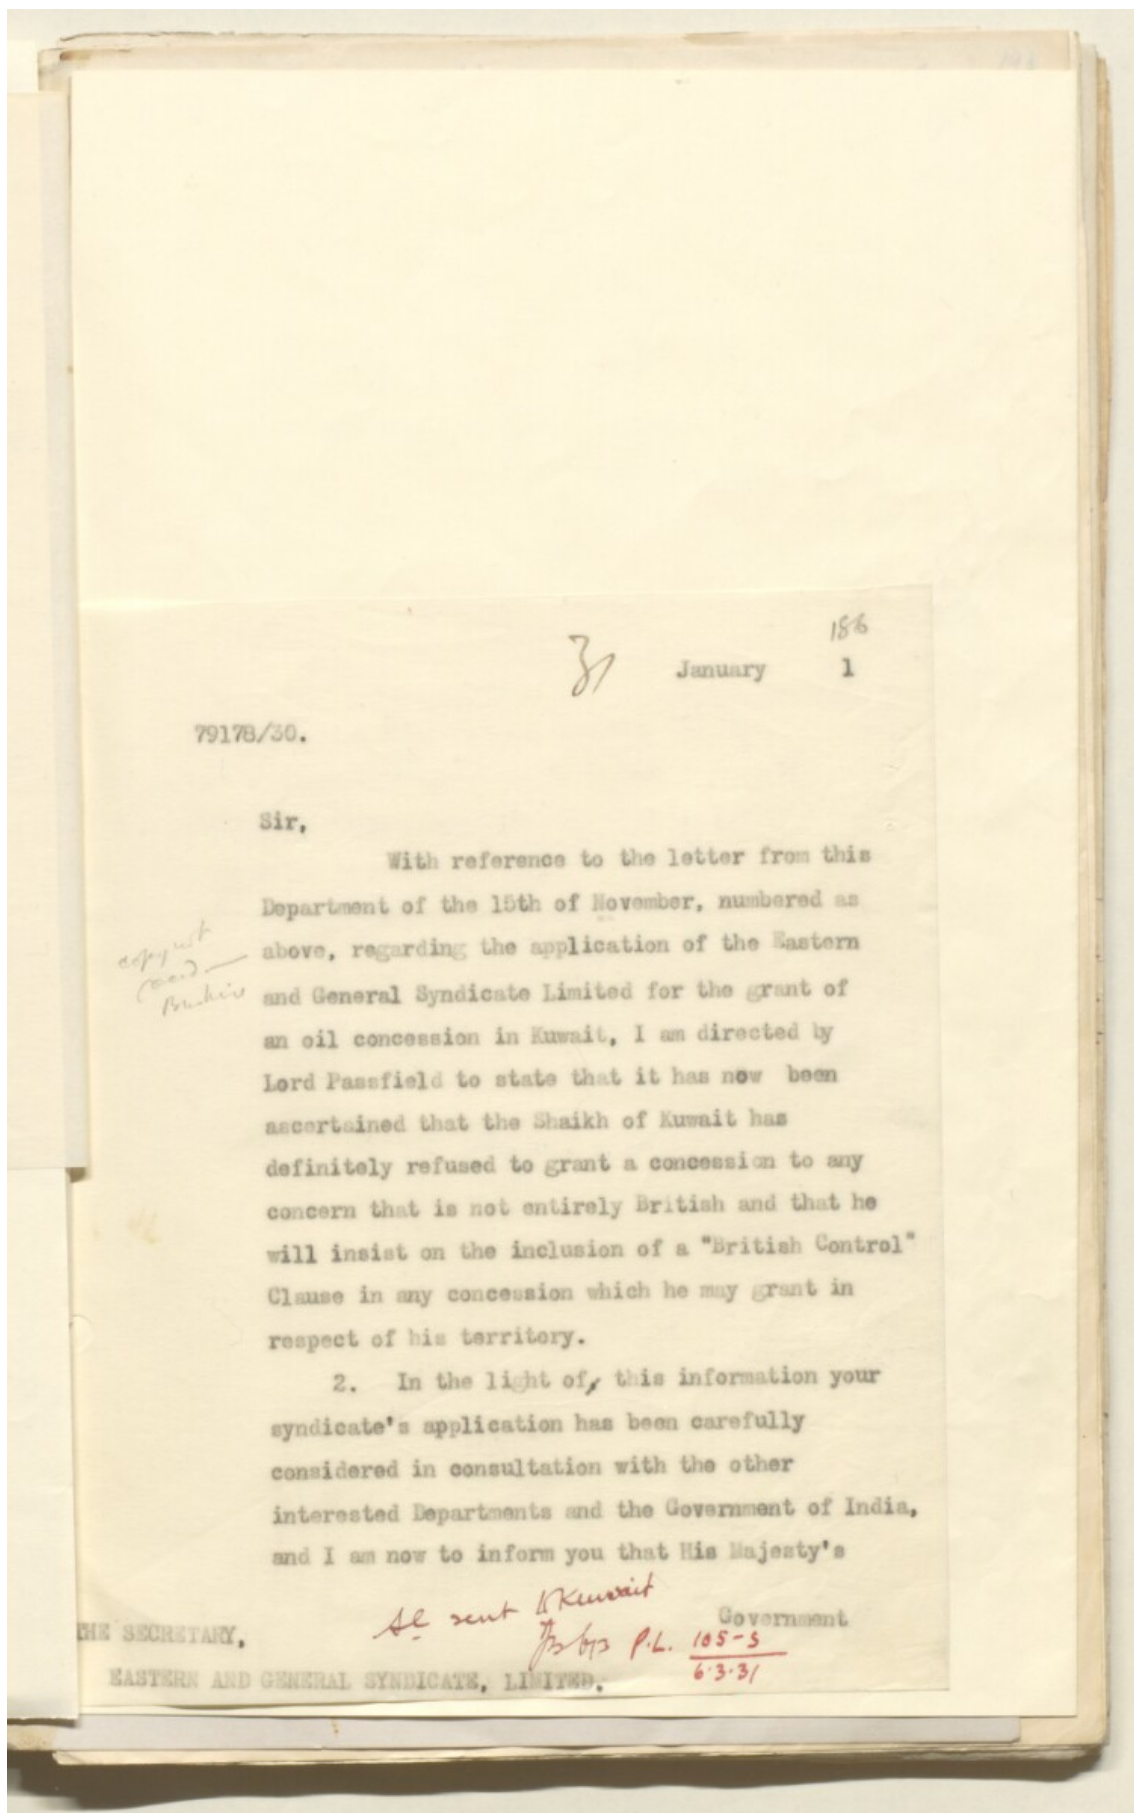 186
31 January 1
79178/30.
Sir,
With reference to the letter from this
Department of the 15th of November, numbered as
above, regarding the application of the Eastern
and General Syndicate Limited for the grant of
an oil concession in Kuwait, I am directed by
Lord Passfield to state that it has now been
ascertained that the Shaikh of Kuwait has
definitely refused to grant a concession to any
concern that is not entirely British and that he
will insist on the inclusion of a "British Control"
Clause in any concession which he may grant in
respect of his territory.
copy not
recd
Bushire
2. In the light of, this information your
syndicate's application has been carefully
considered in consultation with the other
interested Departments and the Government of India,
and I am now to inform you that His Majesty's
Government
sent Kuwait
P.L. 105-S
6.3.31
THE SECRETARY,
EASTERN AND GENERAL SYNDICATE, LIMITED.